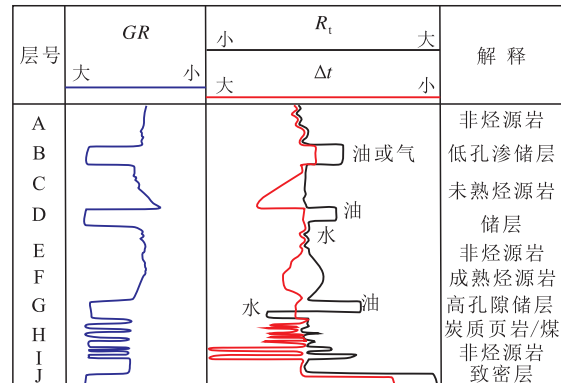 层号
GR
大 小
小 Rt 大
大 Δt 小
解 释
A
非烃源岩
B
油或气
低孔渗储层
C
未熟烃源岩
D
油
储层
水
E
非烃源岩
F
成熟烃源岩
G
水
油
高孔隙储层
H
炭质页岩/煤
I
非烃源岩
J
致密层